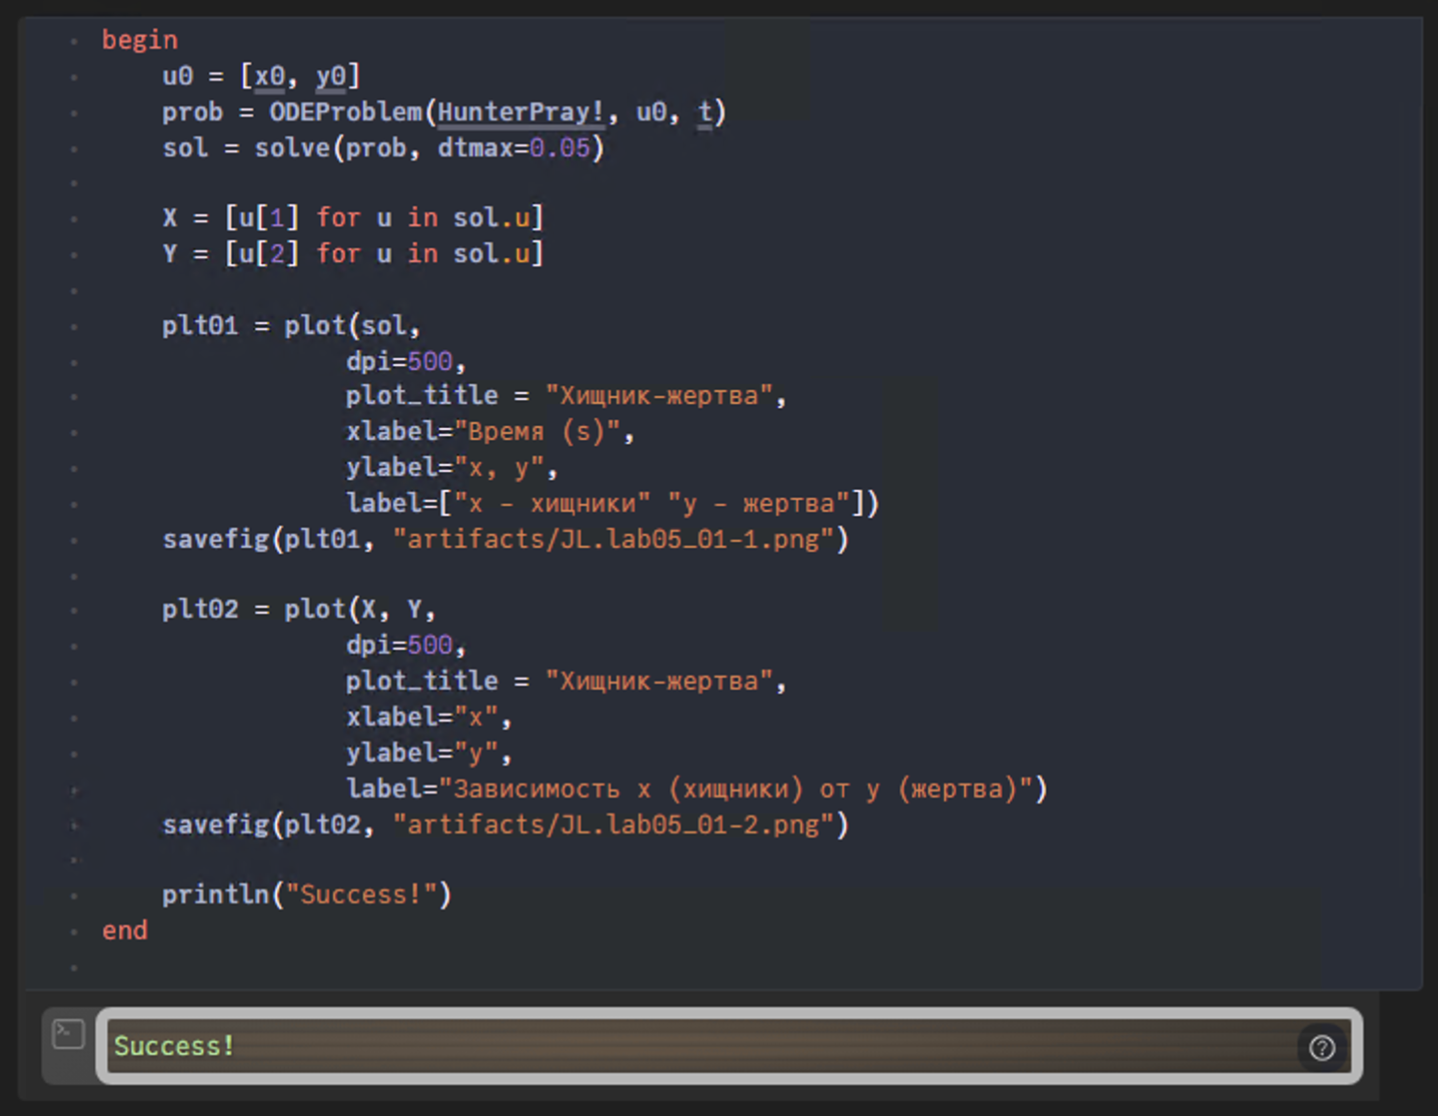 begin
u0 = [x0, y0]
prob = ODEProblem(HunterPray!, u0, t)
sol = solve(prob, dtmax=0.05)
X = [u[1] for u in sol.u]
Y = [u[2] for u in sol.u]
plt01 = plot(sol,
dpi=500,
plot_title = "Хищник-жертва",
xlabel="Время (s)",
ylabel="x, y",
label=["x - хищники" "y - жертва"])
savefig(plt01, "artifacts/JL.lab05_01-1.png")
plt02 = plot(X, Y,
dpi=500,
plot_title = "Хищник-жертва",
xlabel="x",
ylabel="y",
label="Зависимость x (хищники) от y (жертва)")
savefig(plt02, "artifacts/JL.lab05_01-2.png")
println("Success!")
end
Success!